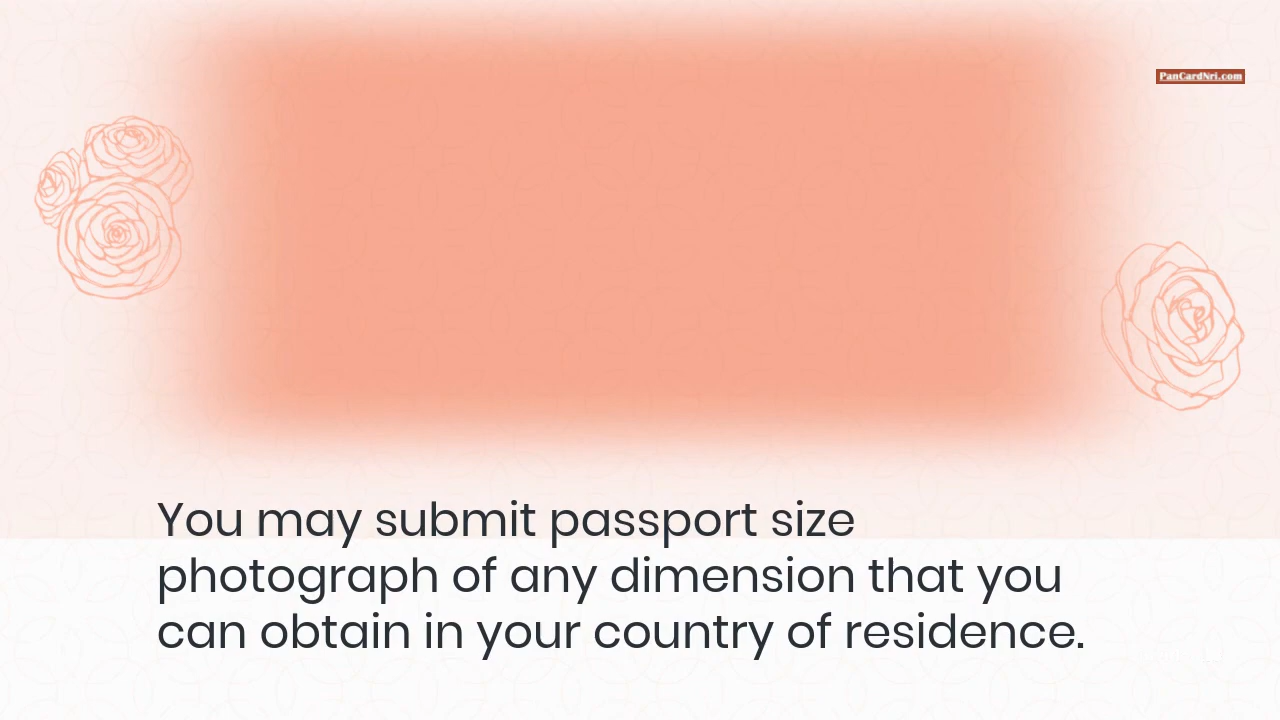 PanCardNri.com
You may submit passport size
photograph of any dimension that you
can obtain in your country of residence.